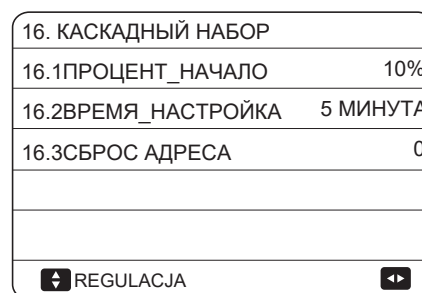 16. КАСКАДНЫЙ НАБОР
16.1ПРОЦЕНТ_НАЧАЛО 10%
16.2ВРЕМЯ_НАСТРОЙКА 5 МИНУТА
16.3СБРОС АДРЕСА 0
REGULACJA